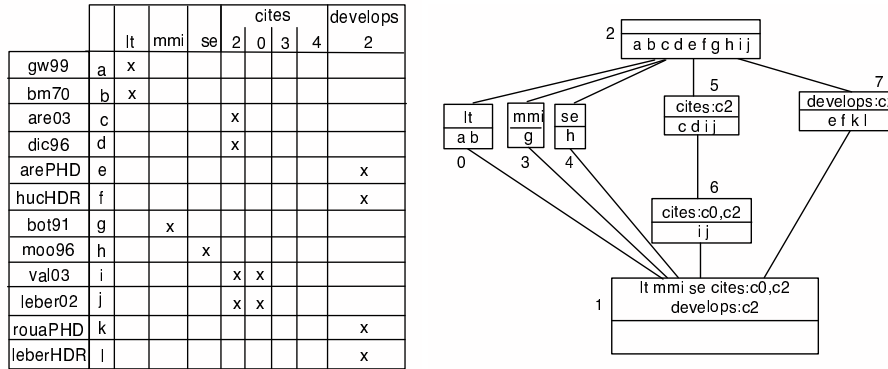 cites develops
lt mmi se 2 0 3 4 2
gw99 a x
bm70 b x
are03 c x
dic96 d x
arePHD e x
hucHDR f x
bot91 g x
moo96 h x
val03 i x x
leber02 j x x
rouaPHD k x
leberHDR l x
2
a b c d e f g h i j
5
7
lt
a b
mmi
g
se
h
cites:c2
c d i j
develops:c2
e f k l
0
3
4
6
cites:c0,c2
i j
1
lt mmi se cites:c0,c2
develops:c2